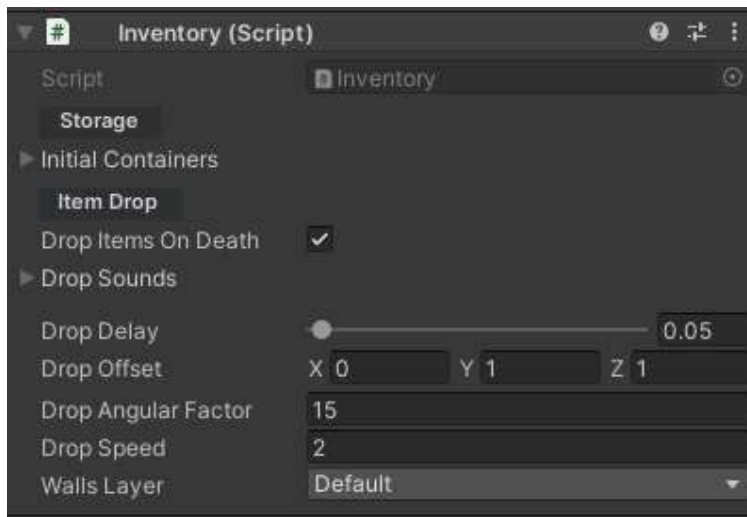 # Inventory (Script)
Script Inventory
Storage
Initial Containers
Item Drop
Drop Items On Death
Drop Sounds
Drop Delay 0.05
Drop Offset X 0 Y 1 Z 1
Drop Angular Factor 15
Drop Speed 2
Walls Layer Default